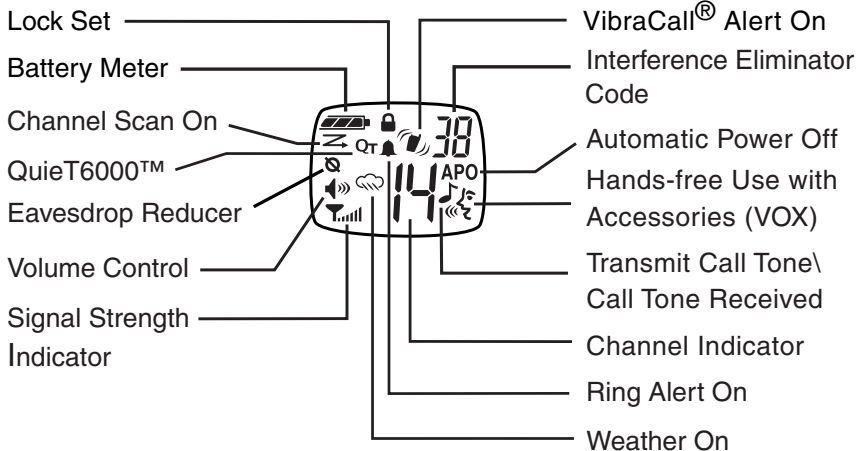 Lock Set
Battery Meter
Channel Scan On
QuieT6000™
Eavesdrop Reducer
Volume Control
Signal Strength
Indicator
38
QT
APO
14
VibraCall® Alert On
Interference Eliminator
Code
Automatic Power Off
Hands-free Use with
Accessories (VOX)
Transmit Call Tone\
Call Tone Received
Channel Indicator
Ring Alert On
Weather On